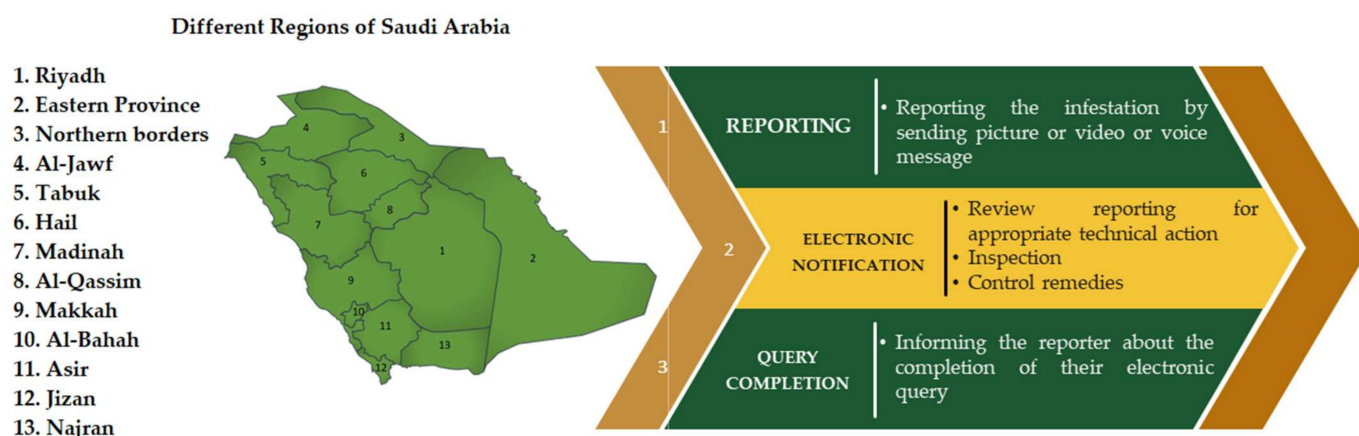 Different Regions of Saudi Arabia
1. Riyadh
2. Eastern Province
3. Northern borders
4. Al-Jawf
5. Tabuk
6. Hail
7. Madinah
8. Al-Qassim
9. Makkah
10. Al-Bahah
11. Asir
12. Jizan
13. Najran
4
3
5
6
8
7
1
2
9
10
11
13
12
1
REPORTING
• Reporting the infestation by
sending picture or video or voice
message
2
ELECTRONIC
NOTIFICATION
• Review reporting for
appropriate technical action
• Inspection
• Control remedies
3
QUERY
COMPLETION
• Informing the reporter about the
completion of their electronic
query